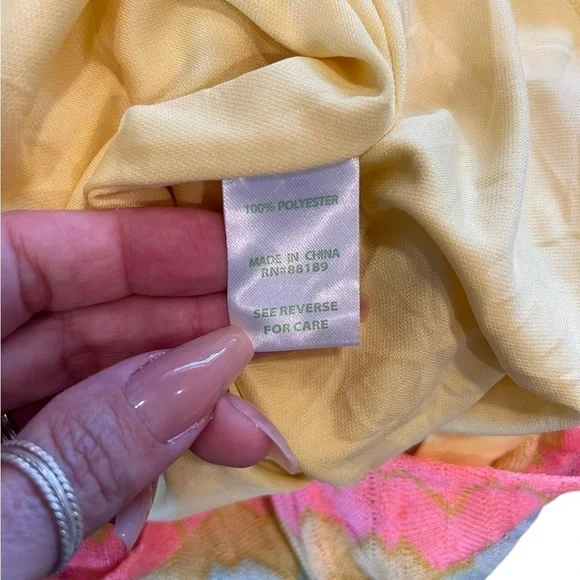 100% POLYESTER
MADE IN CHINA
RN#88189
SEE REVERSE
FOR CARE